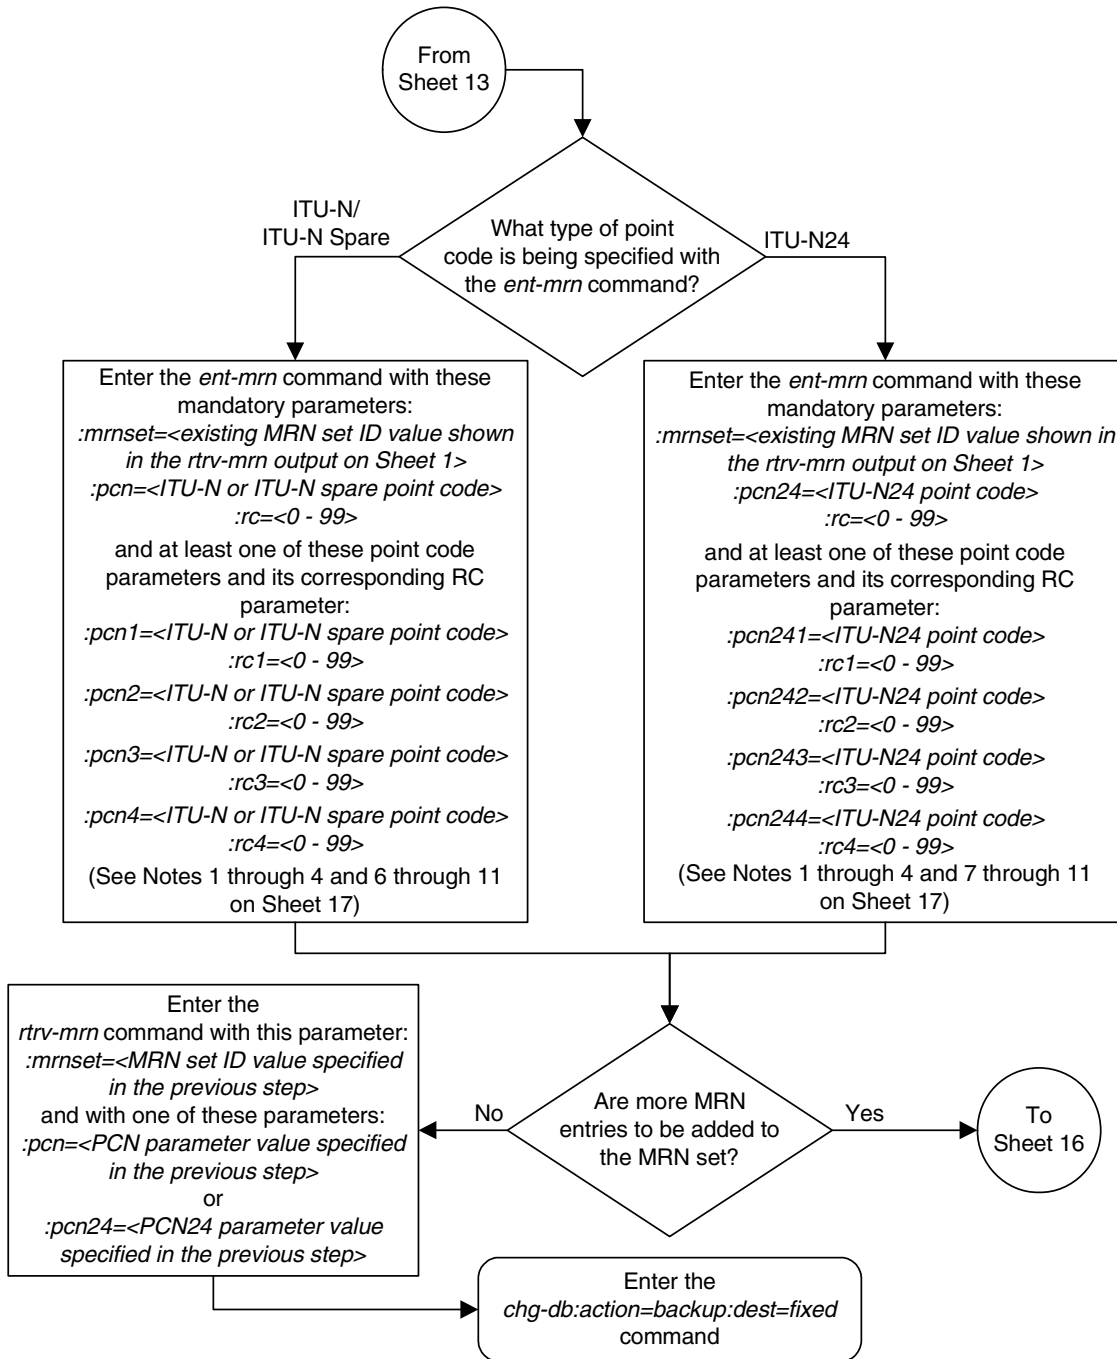 From
Sheet 13
What type of point
code is being specified with
the ent-mrn command?
ITU-N/
ITU-N Spare
ITU-N24
Enter the ent-mrn command with these
mandatory parameters:
:mrnset=<existing MRN set ID value shown
in the rtrv-mrn output on Sheet 1>
:pcn=<ITU-N or ITU-N spare point code>
:rc=<0 - 99>
and at least one of these point code
parameters and its corresponding RC
parameter:
:pcn1=<ITU-N or ITU-N spare point code>
:rc1=<0 - 99>
:pcn2=<ITU-N or ITU-N spare point code>
:rc2=<0 - 99>
:pcn3=<ITU-N or ITU-N spare point code>
:rc3=<0 - 99>
:pcn4=<ITU-N or ITU-N spare point code>
:rc4=<0 - 99>
(See Notes 1 through 4 and 6 through 11
on Sheet 17)
Enter the ent-mrn command with these
mandatory parameters:
:mrnset=<existing MRN set ID value shown in
the rtrv-mrn output on Sheet 1>
:pcn24=<ITU-N24 point code>
:rc=<0 - 99>
and at least one of these point code
parameters and its corresponding RC
parameter:
:pcn241=<ITU-N24 point code>
:rc1=<0 - 99>
:pcn242=<ITU-N24 point code>
:rc2=<0 - 99>
:pcn243=<ITU-N24 point code>
:rc3=<0 - 99>
:pcn244=<ITU-N24 point code>
:rc4=<0 - 99>
(See Notes 1 through 4 and 7 through 11
on Sheet 17)
Are more MRN
entries to be added to
the MRN set?
No
Yes
To
Sheet 16
Enter the
rtrv-mrn command with this parameter:
:mrnset=<MRN set ID value specified
in the previous step>
and with one of these parameters:
:pcn=<PCN parameter value specified
in the previous step>
or
:pcn24=<PCN24 parameter value
specified in the previous step>
Enter the
chg-db:action=backup:dest=fixed
command